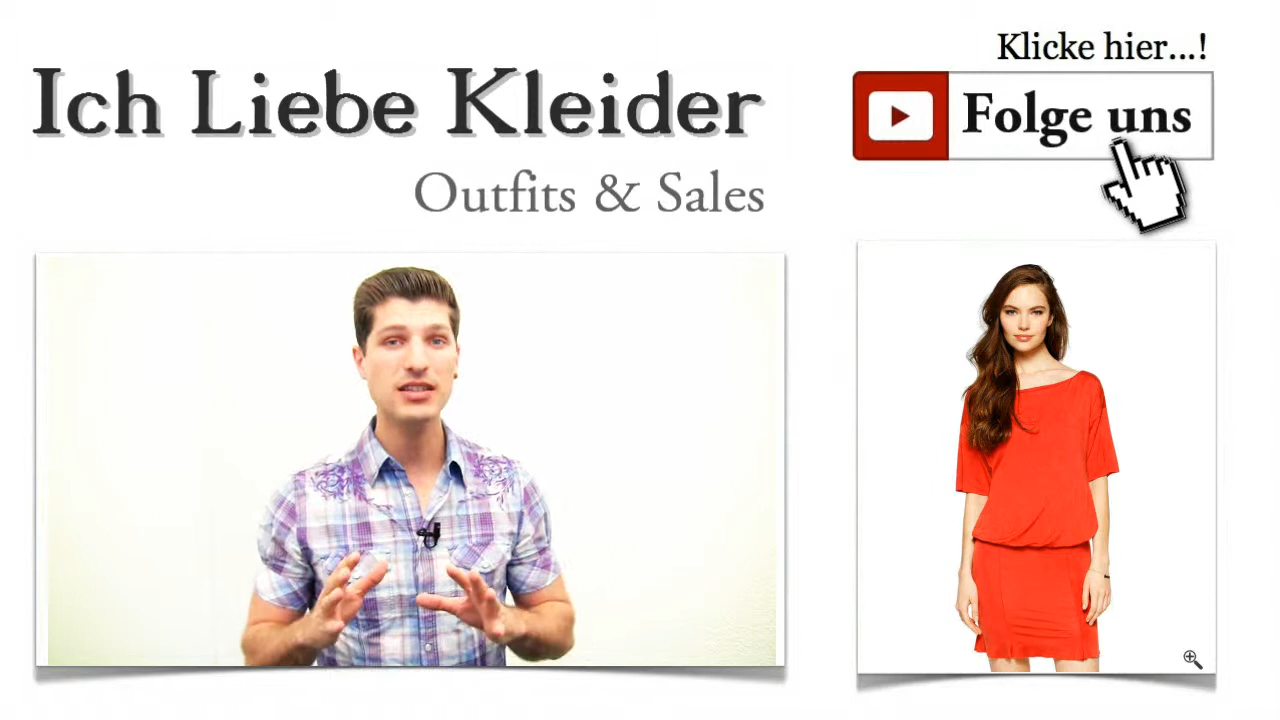 Ich Liebe Kleider
Outfits & Sales
Klicke hier...!
Folge uns